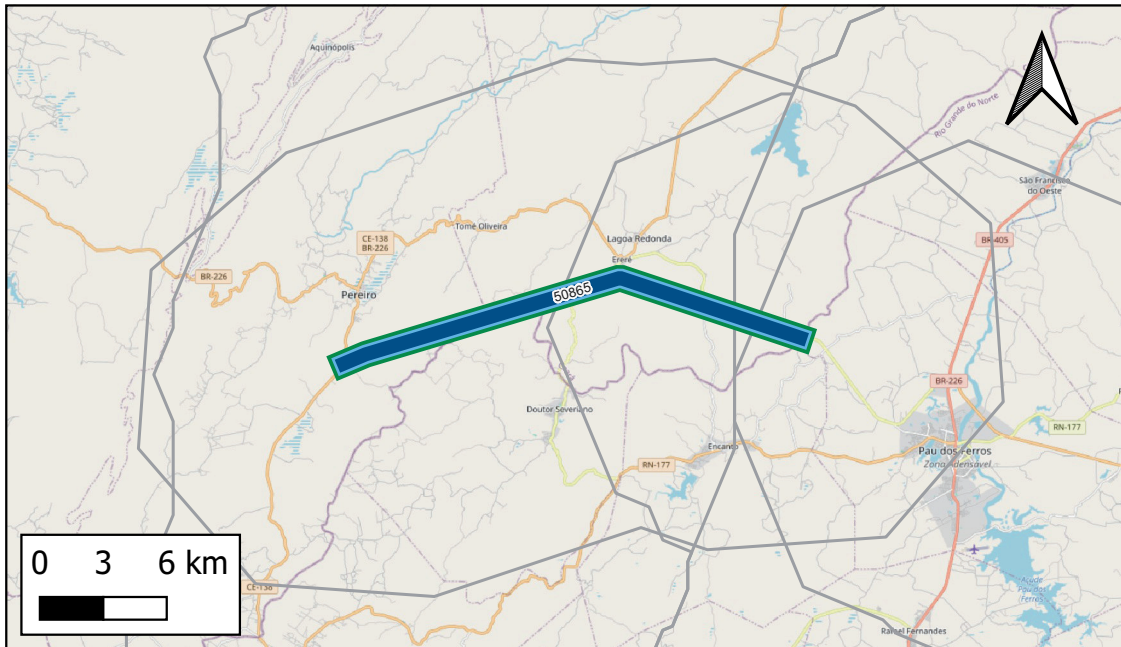 Aquinópolis
Rio Grande do Norte
São Francisco
do Oeste
CE-138
BR-226
Tomé Oliveira
Lagoa Redonda
Ereré
BR-405
BR-226
Pereiro
50865
BR-226
Doutor Severiano
RN-177
Encanto
Pau dos Ferros
Zona Adensável
RN-177
0 3 6 km
CE-138
Açude
Pau dos
Ferros
Rafael Fernandes